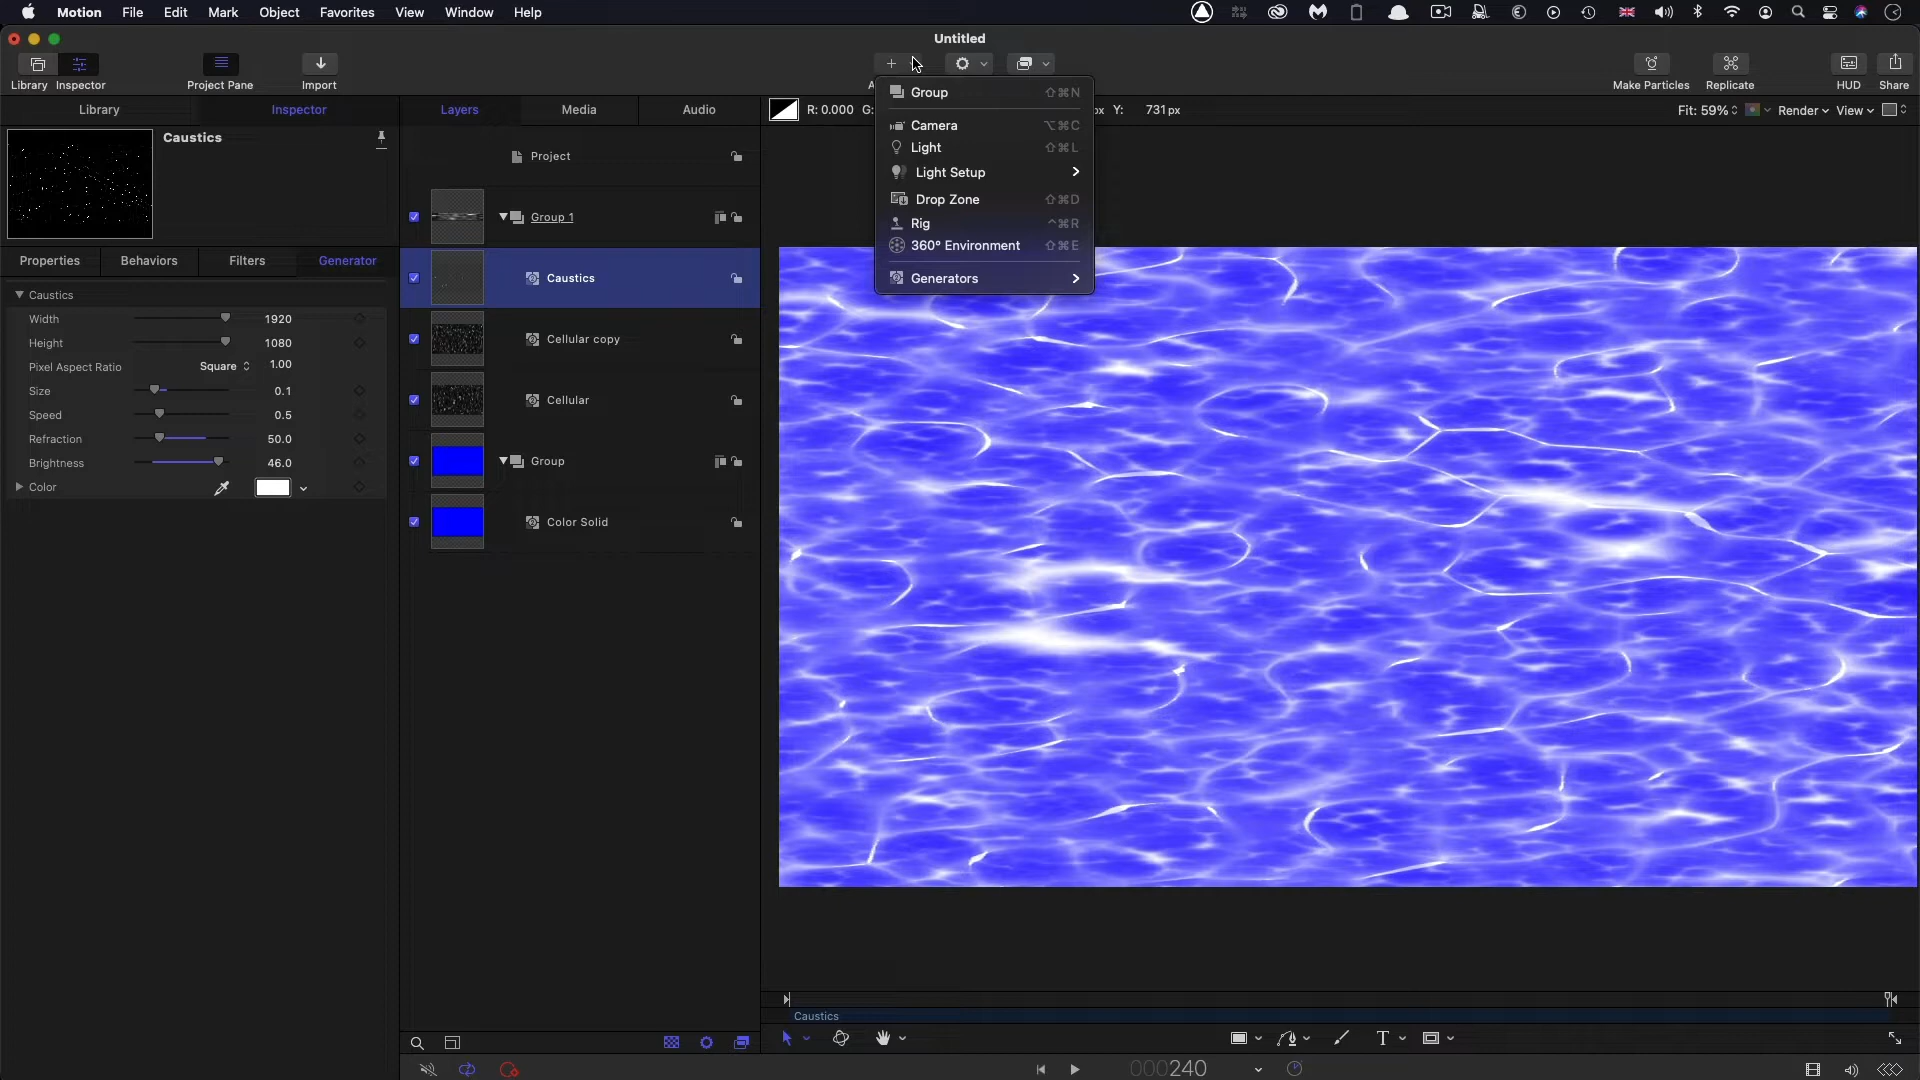 Motion File Edit Mark Object Favorites View Window Help
Untitled
Library Inspector Project Pane Import
Make Particles Replicate HUD Share
Library Inspector Layers Media Audio
R: 0.000 G: px Y: 731 px Fit: 59% Render View
Group ⇧⌘N
Camera ⌥⌘C
Light ⇧⌘L
Light Setup
Drop Zone ⇧⌘D
Rig ^⌘R
360° Environment ⇧⌘E
Generators
Caustics
Properties Behaviors Filters Generator
Caustics
Width 1920
Height 1080
Pixel Aspect Ratio Square 1.00
Size 0.1
Speed 0.5
Refraction 50.0
Brightness 46.0
Color
Project
Group 1
Caustics
Cellular copy
Cellular
Group
Color Solid
Caustics
T
000240